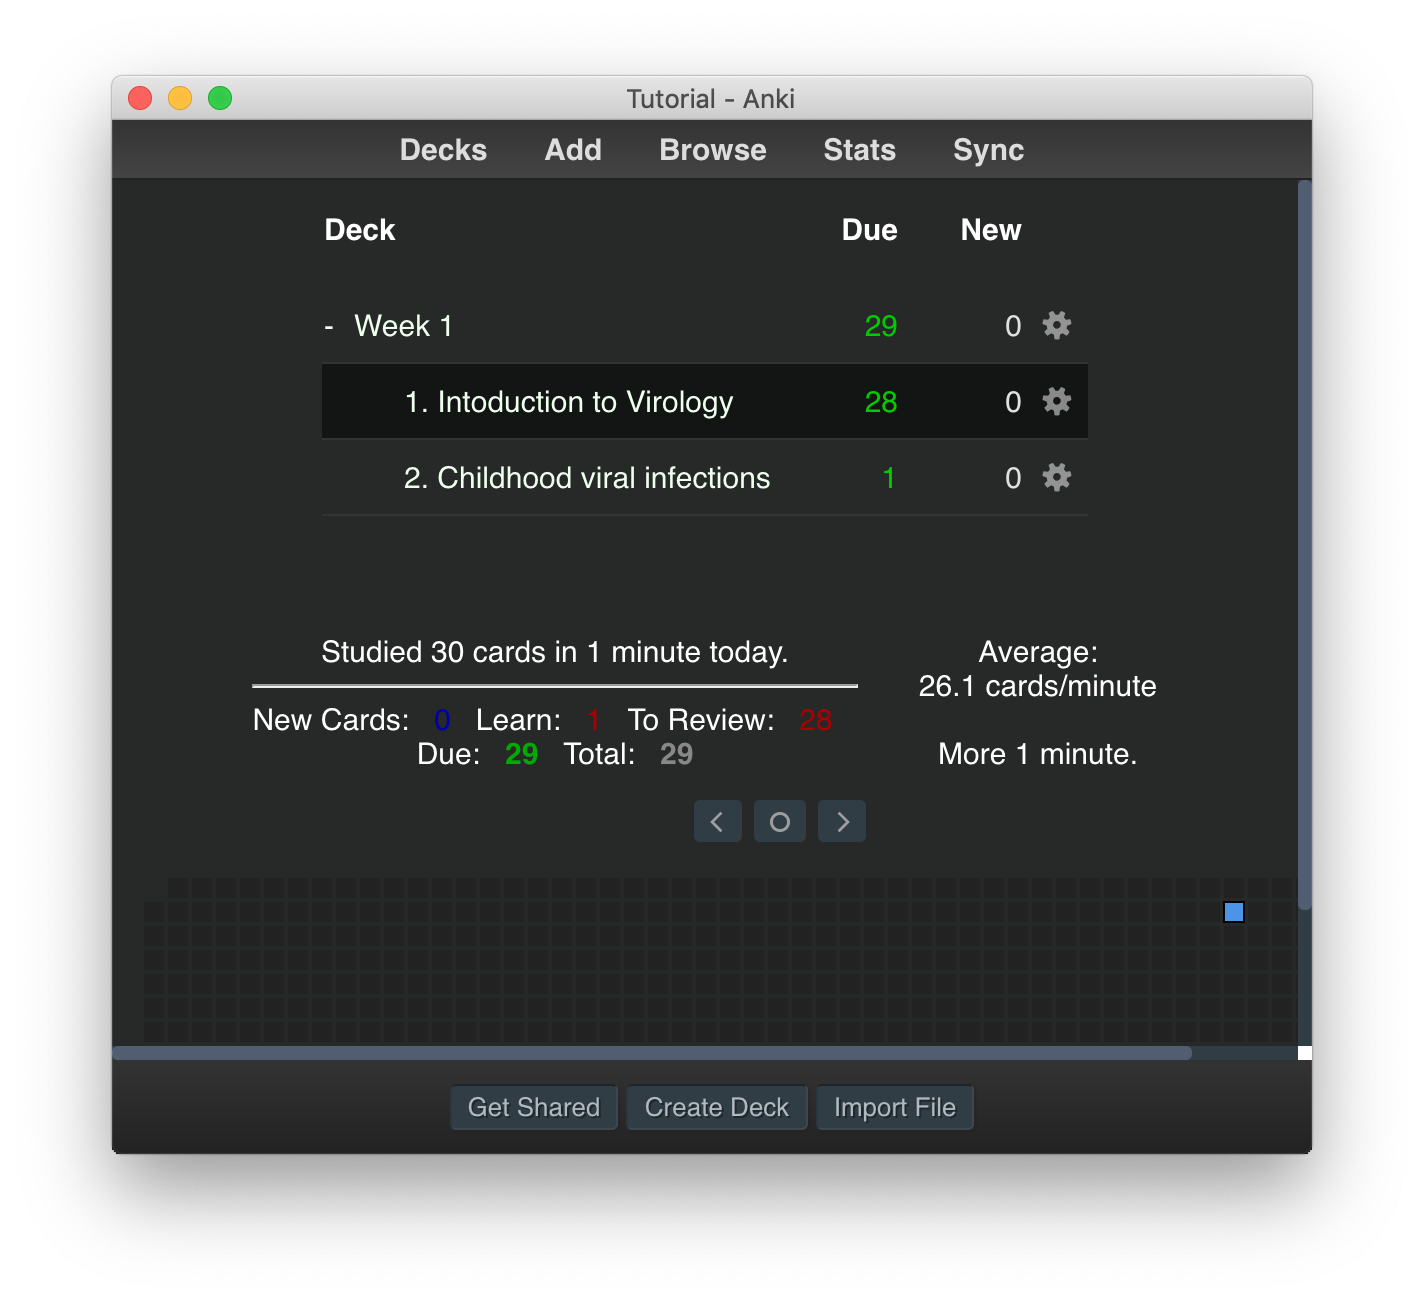 Tutorial - Anki
Decks Add Browse Stats Sync
Deck Due New
- Week 1 29 0
1. Intoduction to Virology 28 0
2. Childhood viral infections 1 0
Studied 30 cards in 1 minute today.
New Cards: 0 Learn: 1 To Review: 28
Due: 29 Total: 29
Average:
26.1 cards/minute
More 1 minute.
Get Shared Create Deck Import File